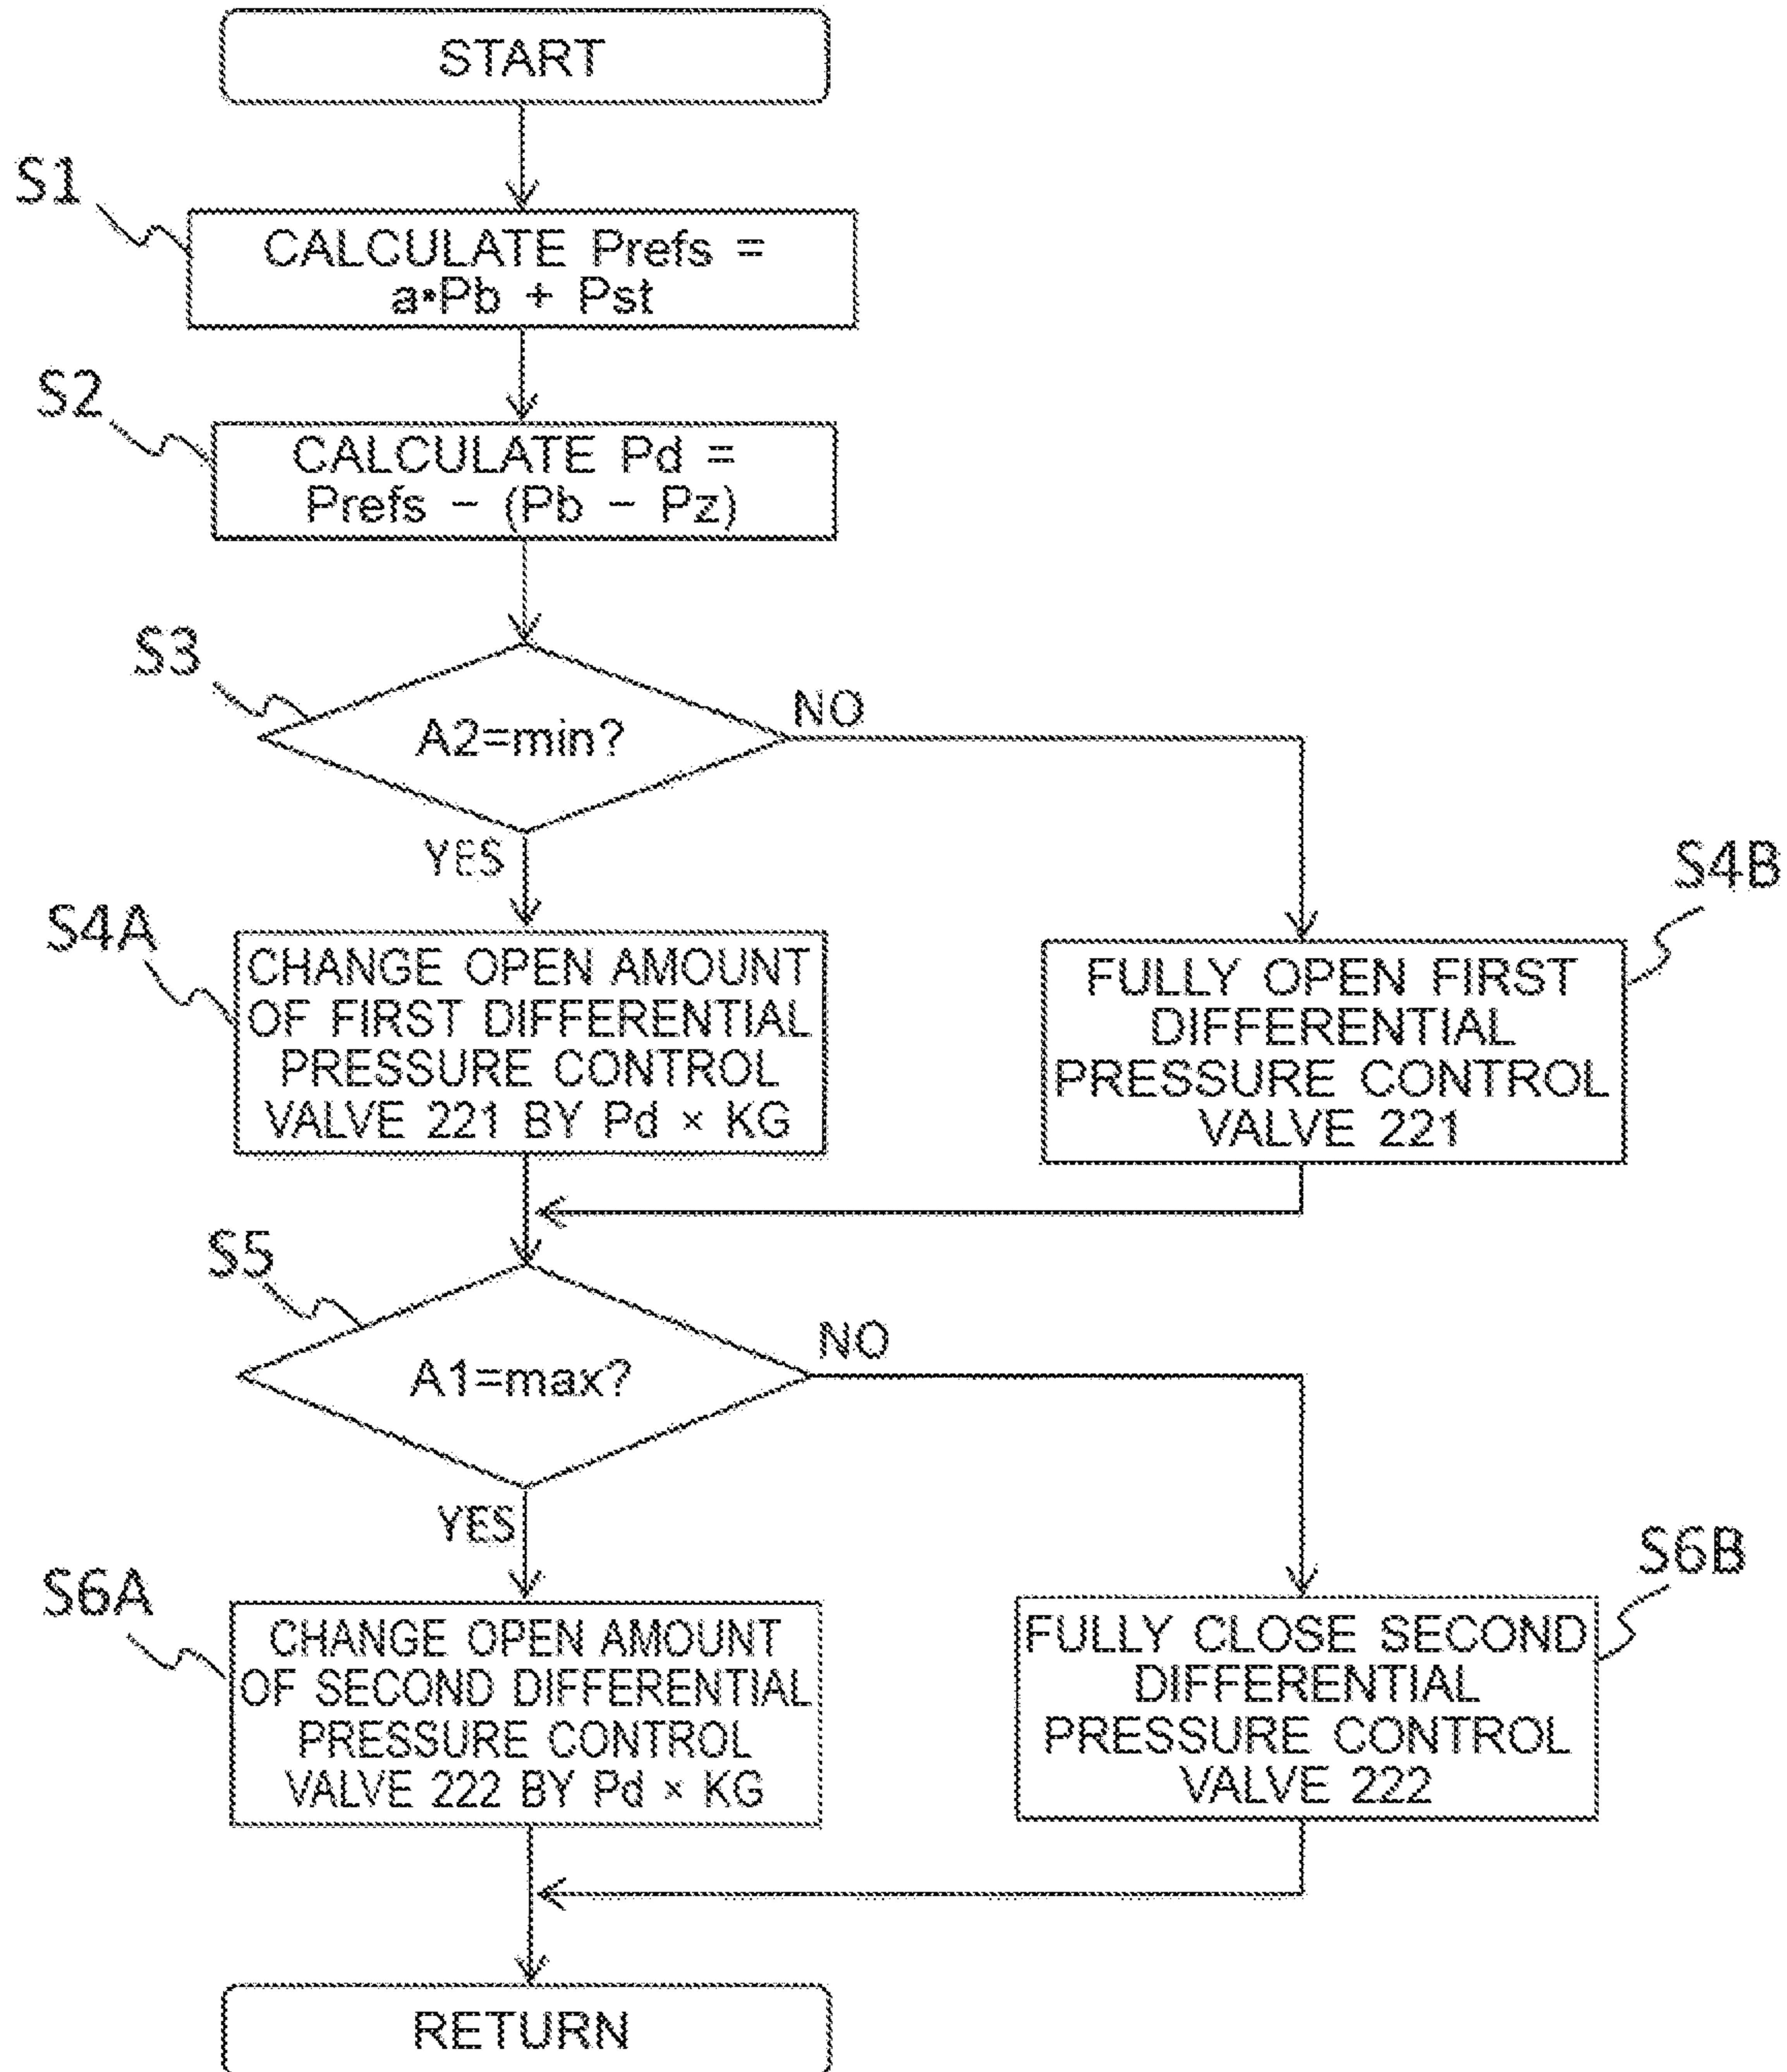 START
S1
CALCULATE Prefs =
a•Pb + Pst
S2
CALCULATE Pd =
Prefs − (Pb − Pz)
S3
A2=min?
NO
YES
S4A
CHANGE OPEN AMOUNT
OF FIRST DIFFERENTIAL
PRESSURE CONTROL
VALVE 221 BY Pd × KG
S4B
FULLY OPEN FIRST
DIFFERENTIAL
PRESSURE CONTROL
VALVE 221
S5
A1=max?
NO
YES
S6A
CHANGE OPEN AMOUNT
OF SECOND DIFFERENTIAL
PRESSURE CONTROL
VALVE 222 BY Pd × KG
S6B
FULLY CLOSE SECOND
DIFFERENTIAL
PRESSURE CONTROL
VALVE 222
RETURN